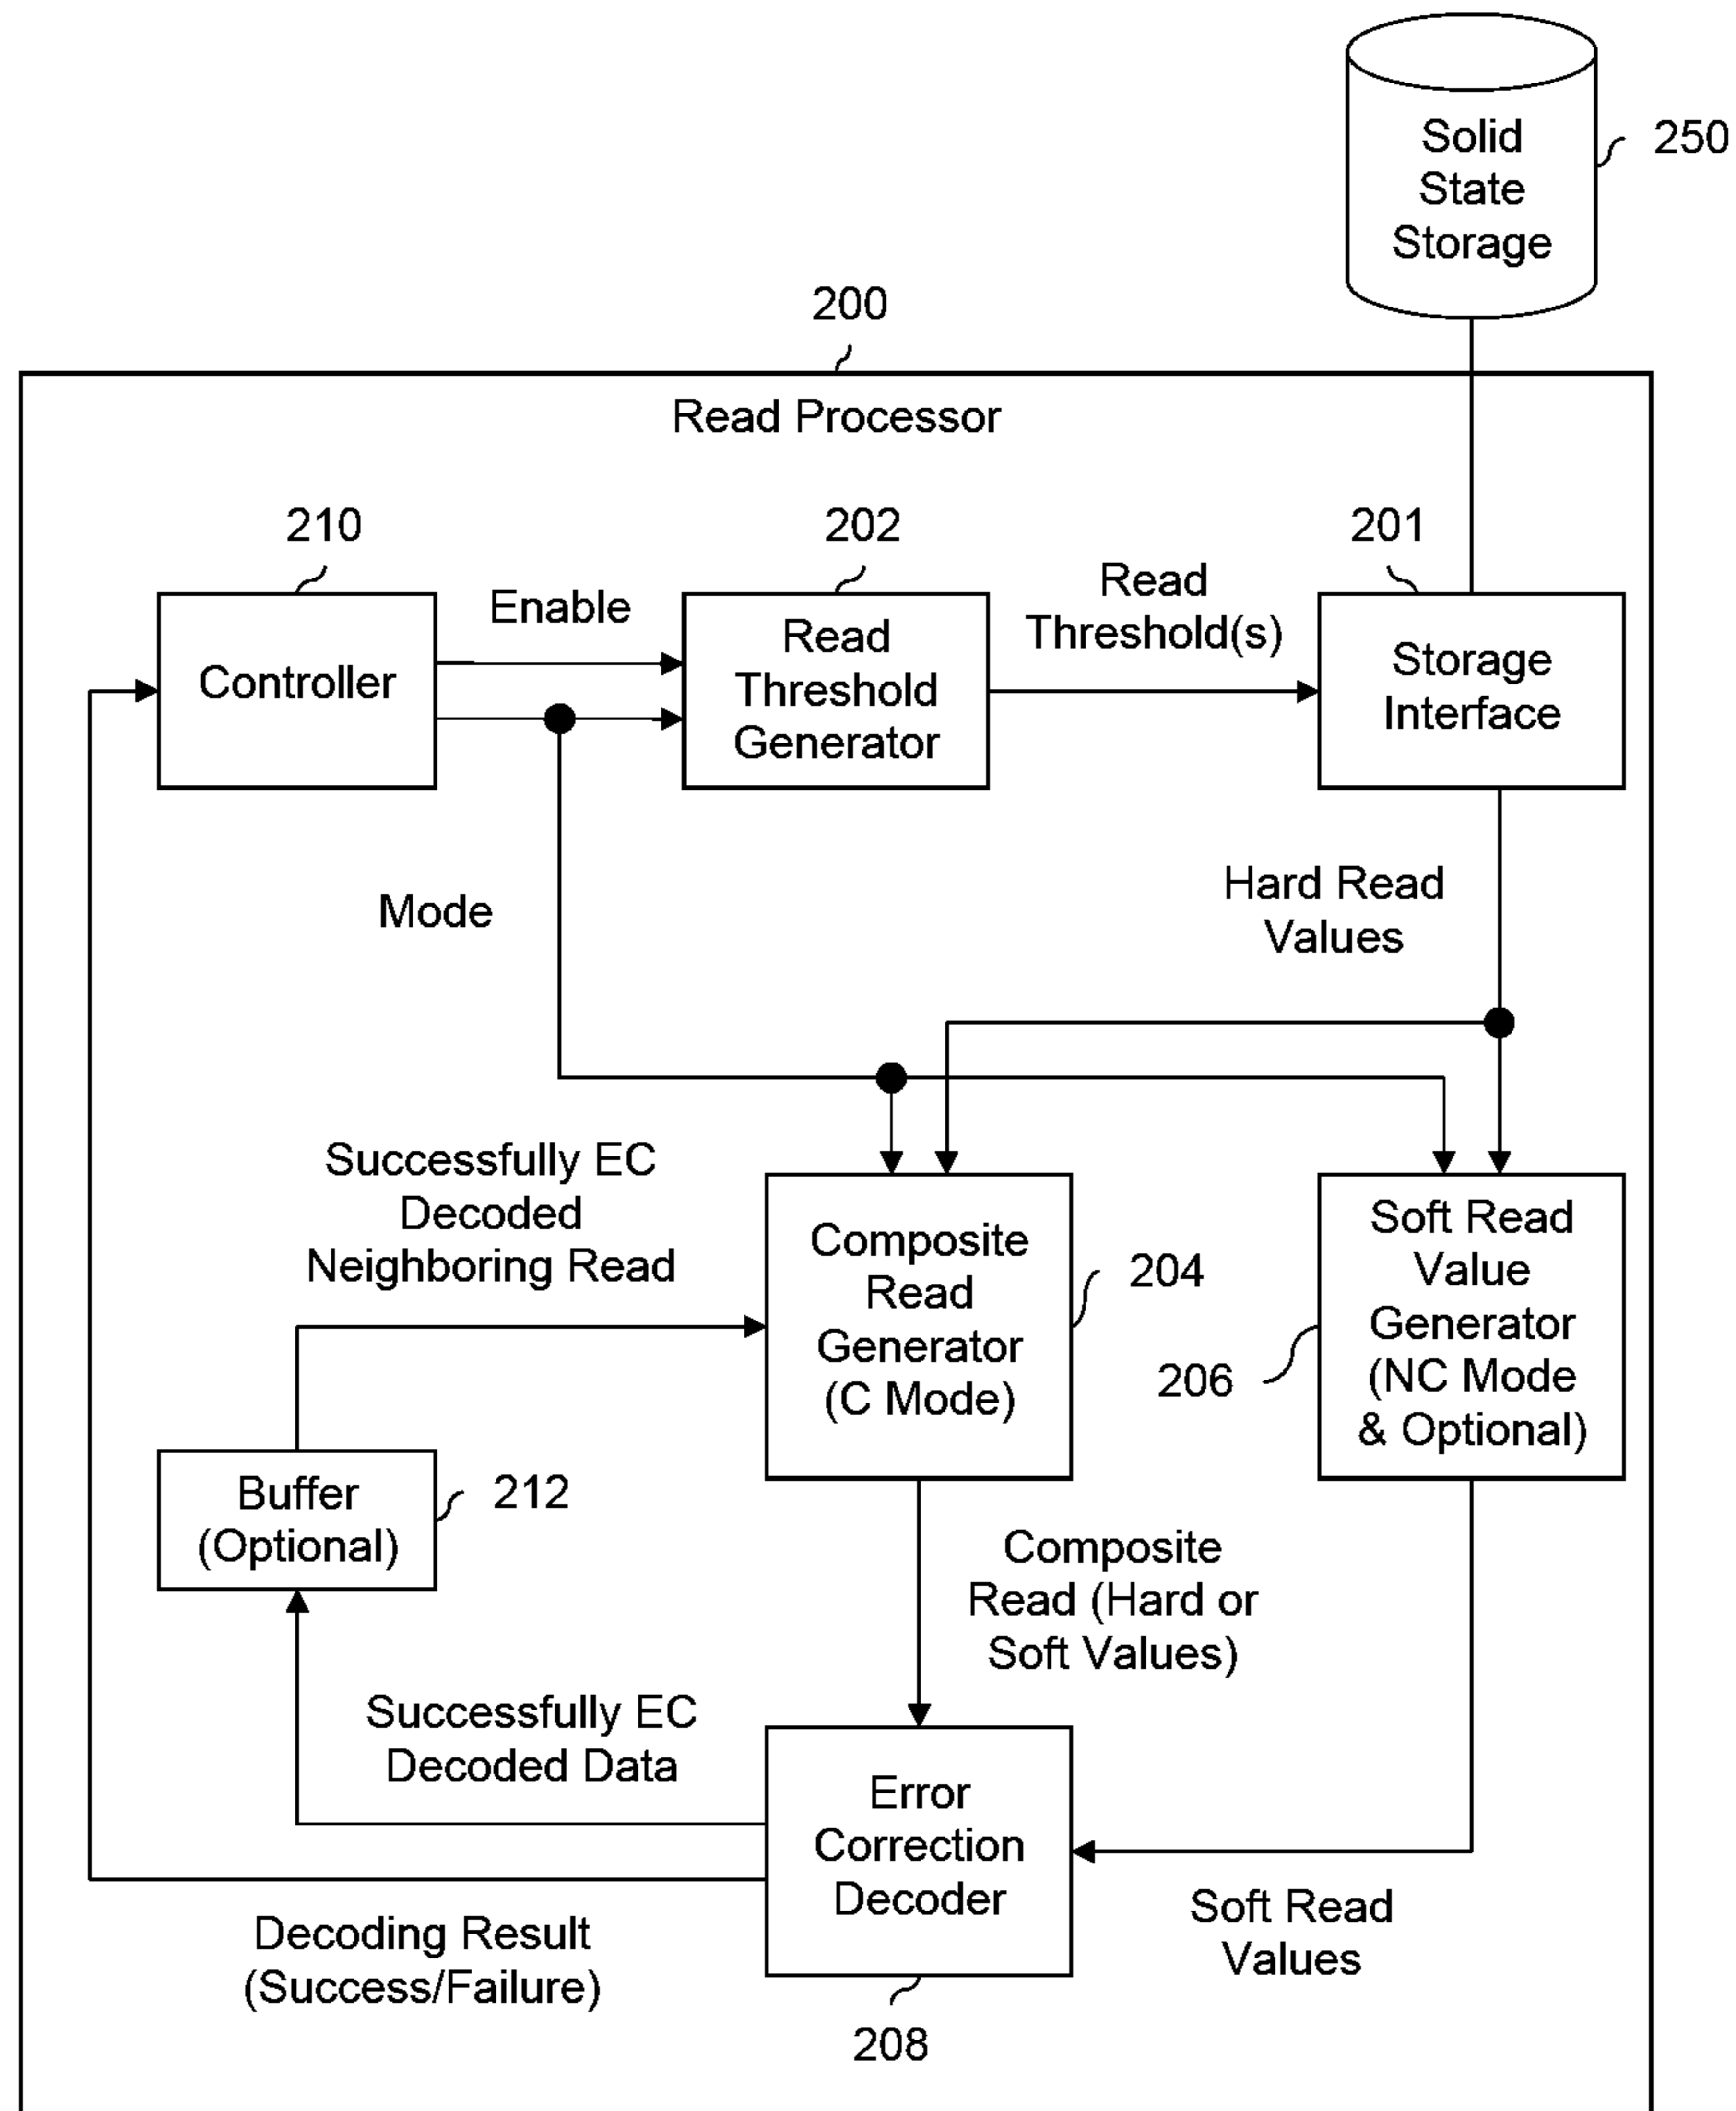 Solid
State
Storage
250
200
Read Processor
210
202
201
Enable
Read
Threshold(s)
Controller
Read
Threshold
Generator
Storage
Interface
Mode
Hard Read
Values
Successfully EC
Decoded
Neighboring Read
Composite
Read
Generator
(C Mode)
204
Soft Read
Value
Generator
(NC Mode
& Optional)
206
Buffer
(Optional)
212
Composite
Read (Hard or
Soft Values)
Successfully EC
Decoded Data
Error
Correction
Decoder
Soft Read
Values
Decoding Result
(Success/Failure)
208